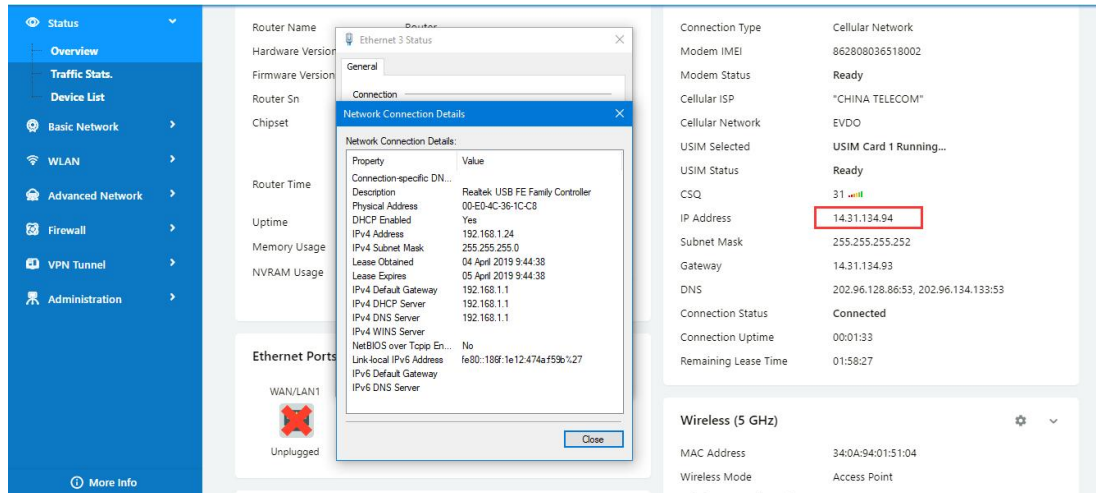 Status
Overview
Traffic Stats.
Device List
Basic Network
WLAN
Advanced Network
Firewall
VPN Tunnel
Administration
More Info
Router Name
Router
Hardware Version
Firmware Version
Router Sn
Chipset
Router Time
Uptime
Memory Usage
NVRAM Usage
Ethernet Ports
WAN/LAN1
Unplugged
Ethernet 3 Status
General
Connection
Network Connection Details
Network Connection Details:
Property Value
Connection-specific DN...
Description Realtek USB FE Family Controller
Physical Address 00-E0-4C-36-1C-C8
DHCP Enabled Yes
IPv4 Address 192.168.1.24
IPv4 Subnet Mask 255.255.255.0
Lease Obtained 04 April 2019 9:44:38
Lease Expires 05 April 2019 9:44:38
IPv4 Default Gateway 192.168.1.1
IPv4 DHCP Server 192.168.1.1
IPv4 DNS Server 192.168.1.1
IPv4 WINS Server
NetBIOS over Tcpip En... No
Link-local IPv6 Address fe80::186f:1e12:474a:f59b%27
IPv6 Default Gateway
IPv6 DNS Server
Close
Connection Type Cellular Network
Modem IMEI 862808036518002
Modem Status Ready
Cellular ISP "CHINA TELECOM"
Cellular Network EVDO
USIM Selected USIM Card 1 Running...
USIM Status Ready
CSQ 31
IP Address 14.31.134.94
Subnet Mask 255.255.255.252
Gateway 14.31.134.93
DNS 202.96.128.86:53, 202.96.134.133:53
Connection Status Connected
Connection Uptime 00:01:33
Remaining Lease Time 01:58:27
Wireless (5 GHz)
MAC Address 34:0A:94:01:51:04
Wireless Mode Access Point